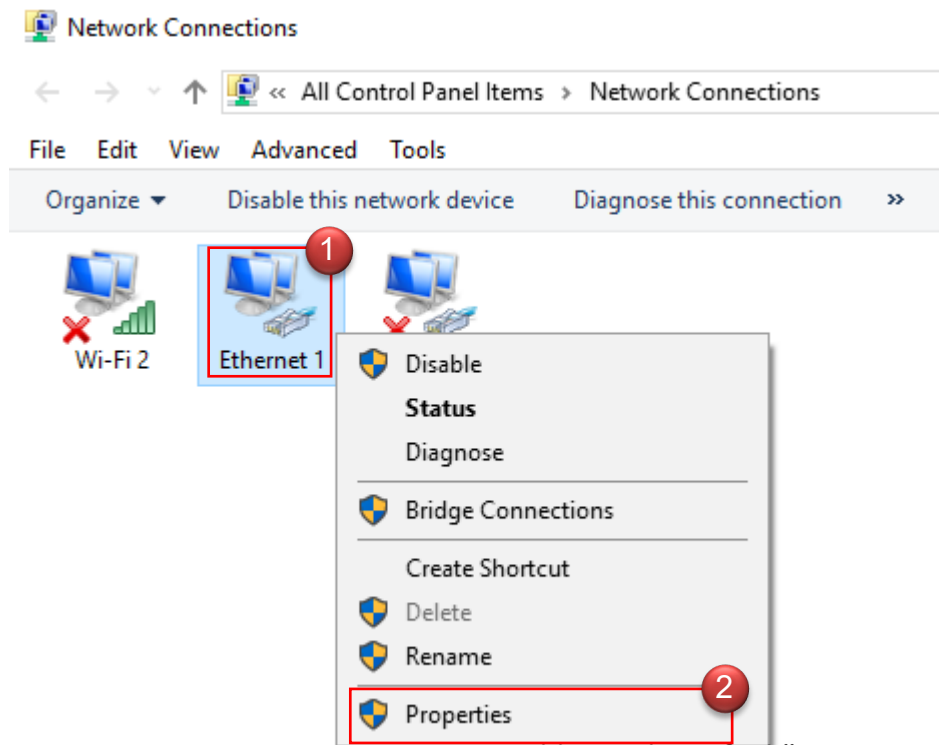 Network Connections
« All Control Panel Items > Network Connections
File Edit View Advanced Tools
Organize Disable this network device Diagnose this connection »
1
Wi-Fi 2 Ethernet 1
Disable
Status
Diagnose
Bridge Connections
Create Shortcut
Delete
Rename
2
Properties